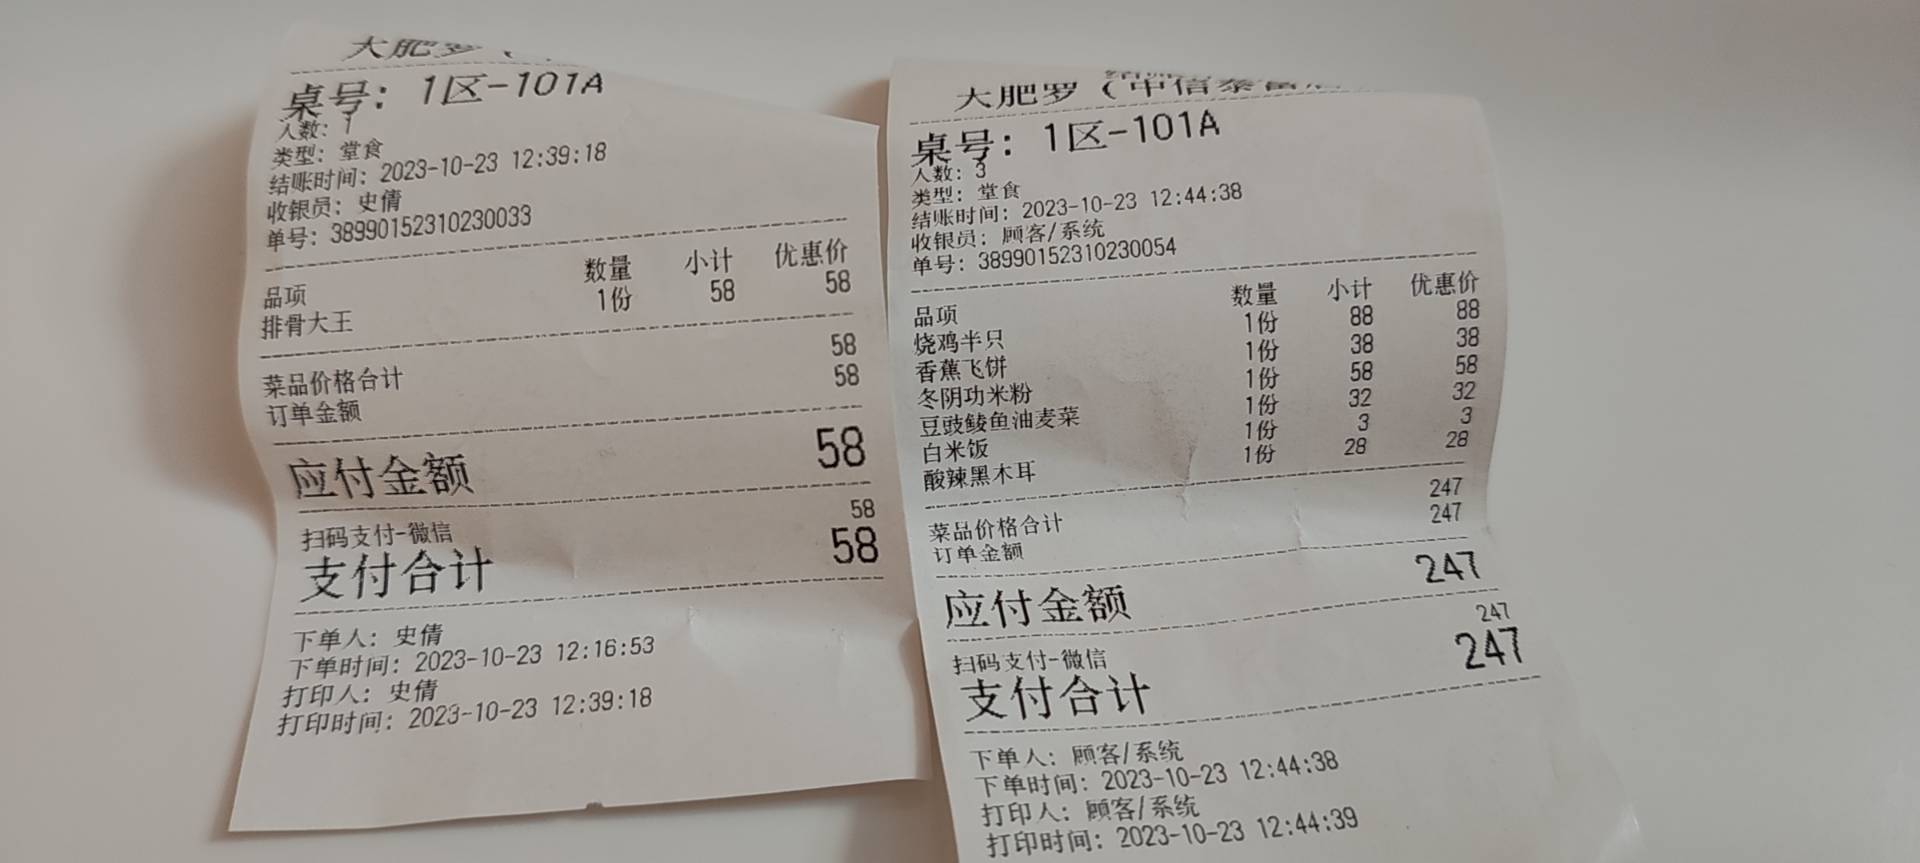 大肥罗（
桌号：1区-101A
人数：1
类型：堂食
结账时间：2023-10-23 12:39:18
收银员：史倩
单号：38990152310230033
品项 数量 小计 优惠价
排骨大王 1份 58 58
菜品价格合计 58
订单金额 58
应付金额 58
扫码支付-微信 58
支付合计 58
下单人：史倩
下单时间：2023-10-23 12:16:53
打印人：史倩
打印时间：2023-10-23 12:39:18
大肥罗（中信泰富店
桌号：1区-101A
人数：3
类型：堂食
结账时间：2023-10-23 12:44:38
收银员：顾客/系统
单号：38990152310230054
品项 数量 小计 优惠价
烧鸡半只 1份 88 88
香蕉飞饼 1份 38 38
冬阴功米粉 1份 58 58
豆豉鲮鱼油麦菜 1份 32 32
白米饭 1份 3 3
酸辣黑木耳 1份 28 28
菜品价格合计 247
订单金额 247
应付金额 247
扫码支付-微信 247
支付合计 247
下单人：顾客/系统
下单时间：2023-10-23 12:44:38
打印人：顾客/系统
打印时间：2023-10-23 12:44:39